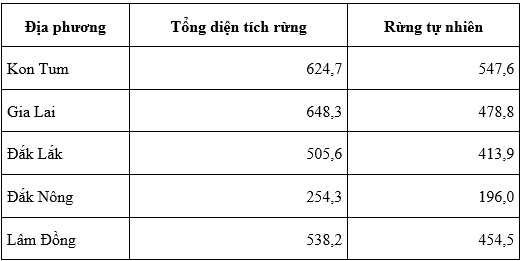 Địa phương Tổng diện tích rừng Rừng tự nhiên
Kon Tum 624,7 547,6
Gia Lai 648,3 478,8
Đắk Lắk 505,6 413,9
Đắk Nông 254,3 196,0
Lâm Đồng 538,2 454,5